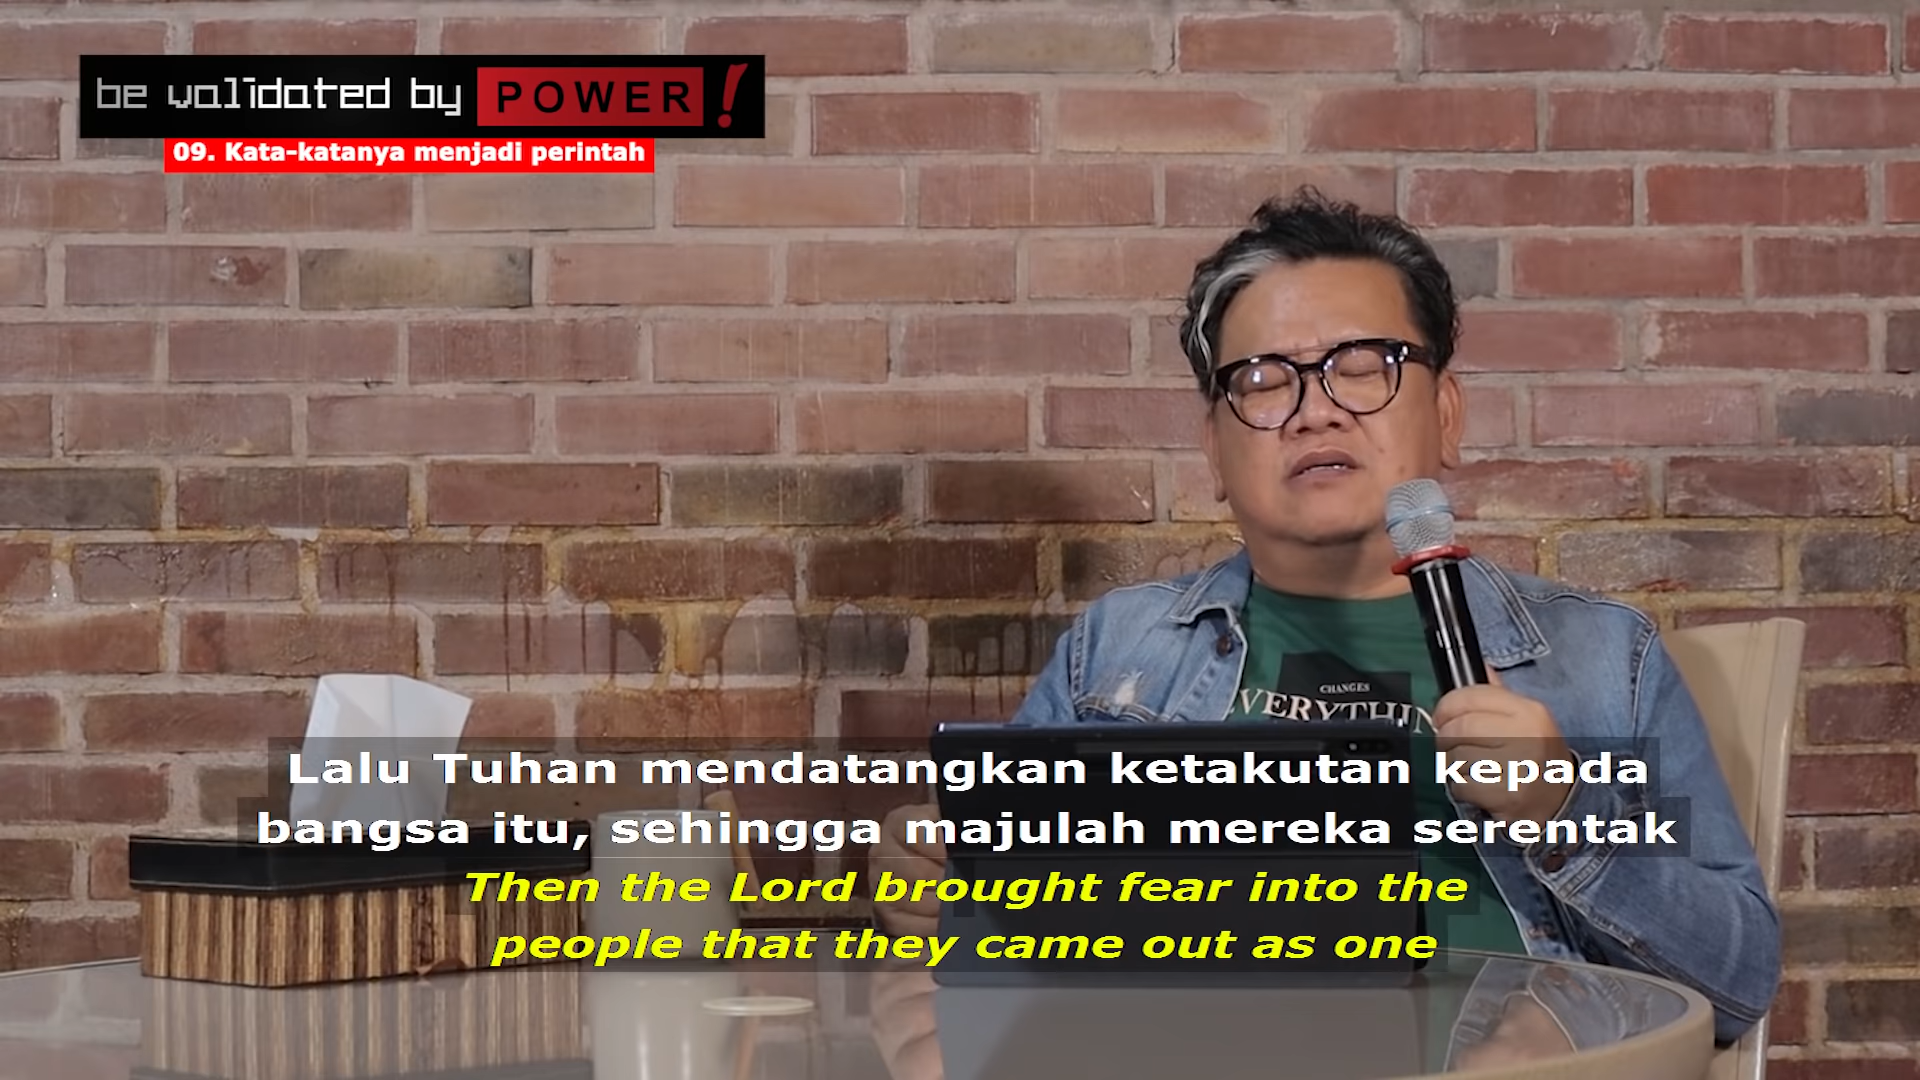 be validated by POWER!
09. Kata-katanya menjadi perintah
CHANGES
Lalu Tuhan mendatangkan ketakutan kepada
bangsa itu, sehingga majulah mereka serentak
Then the Lord brought fear into the
people that they came out as one